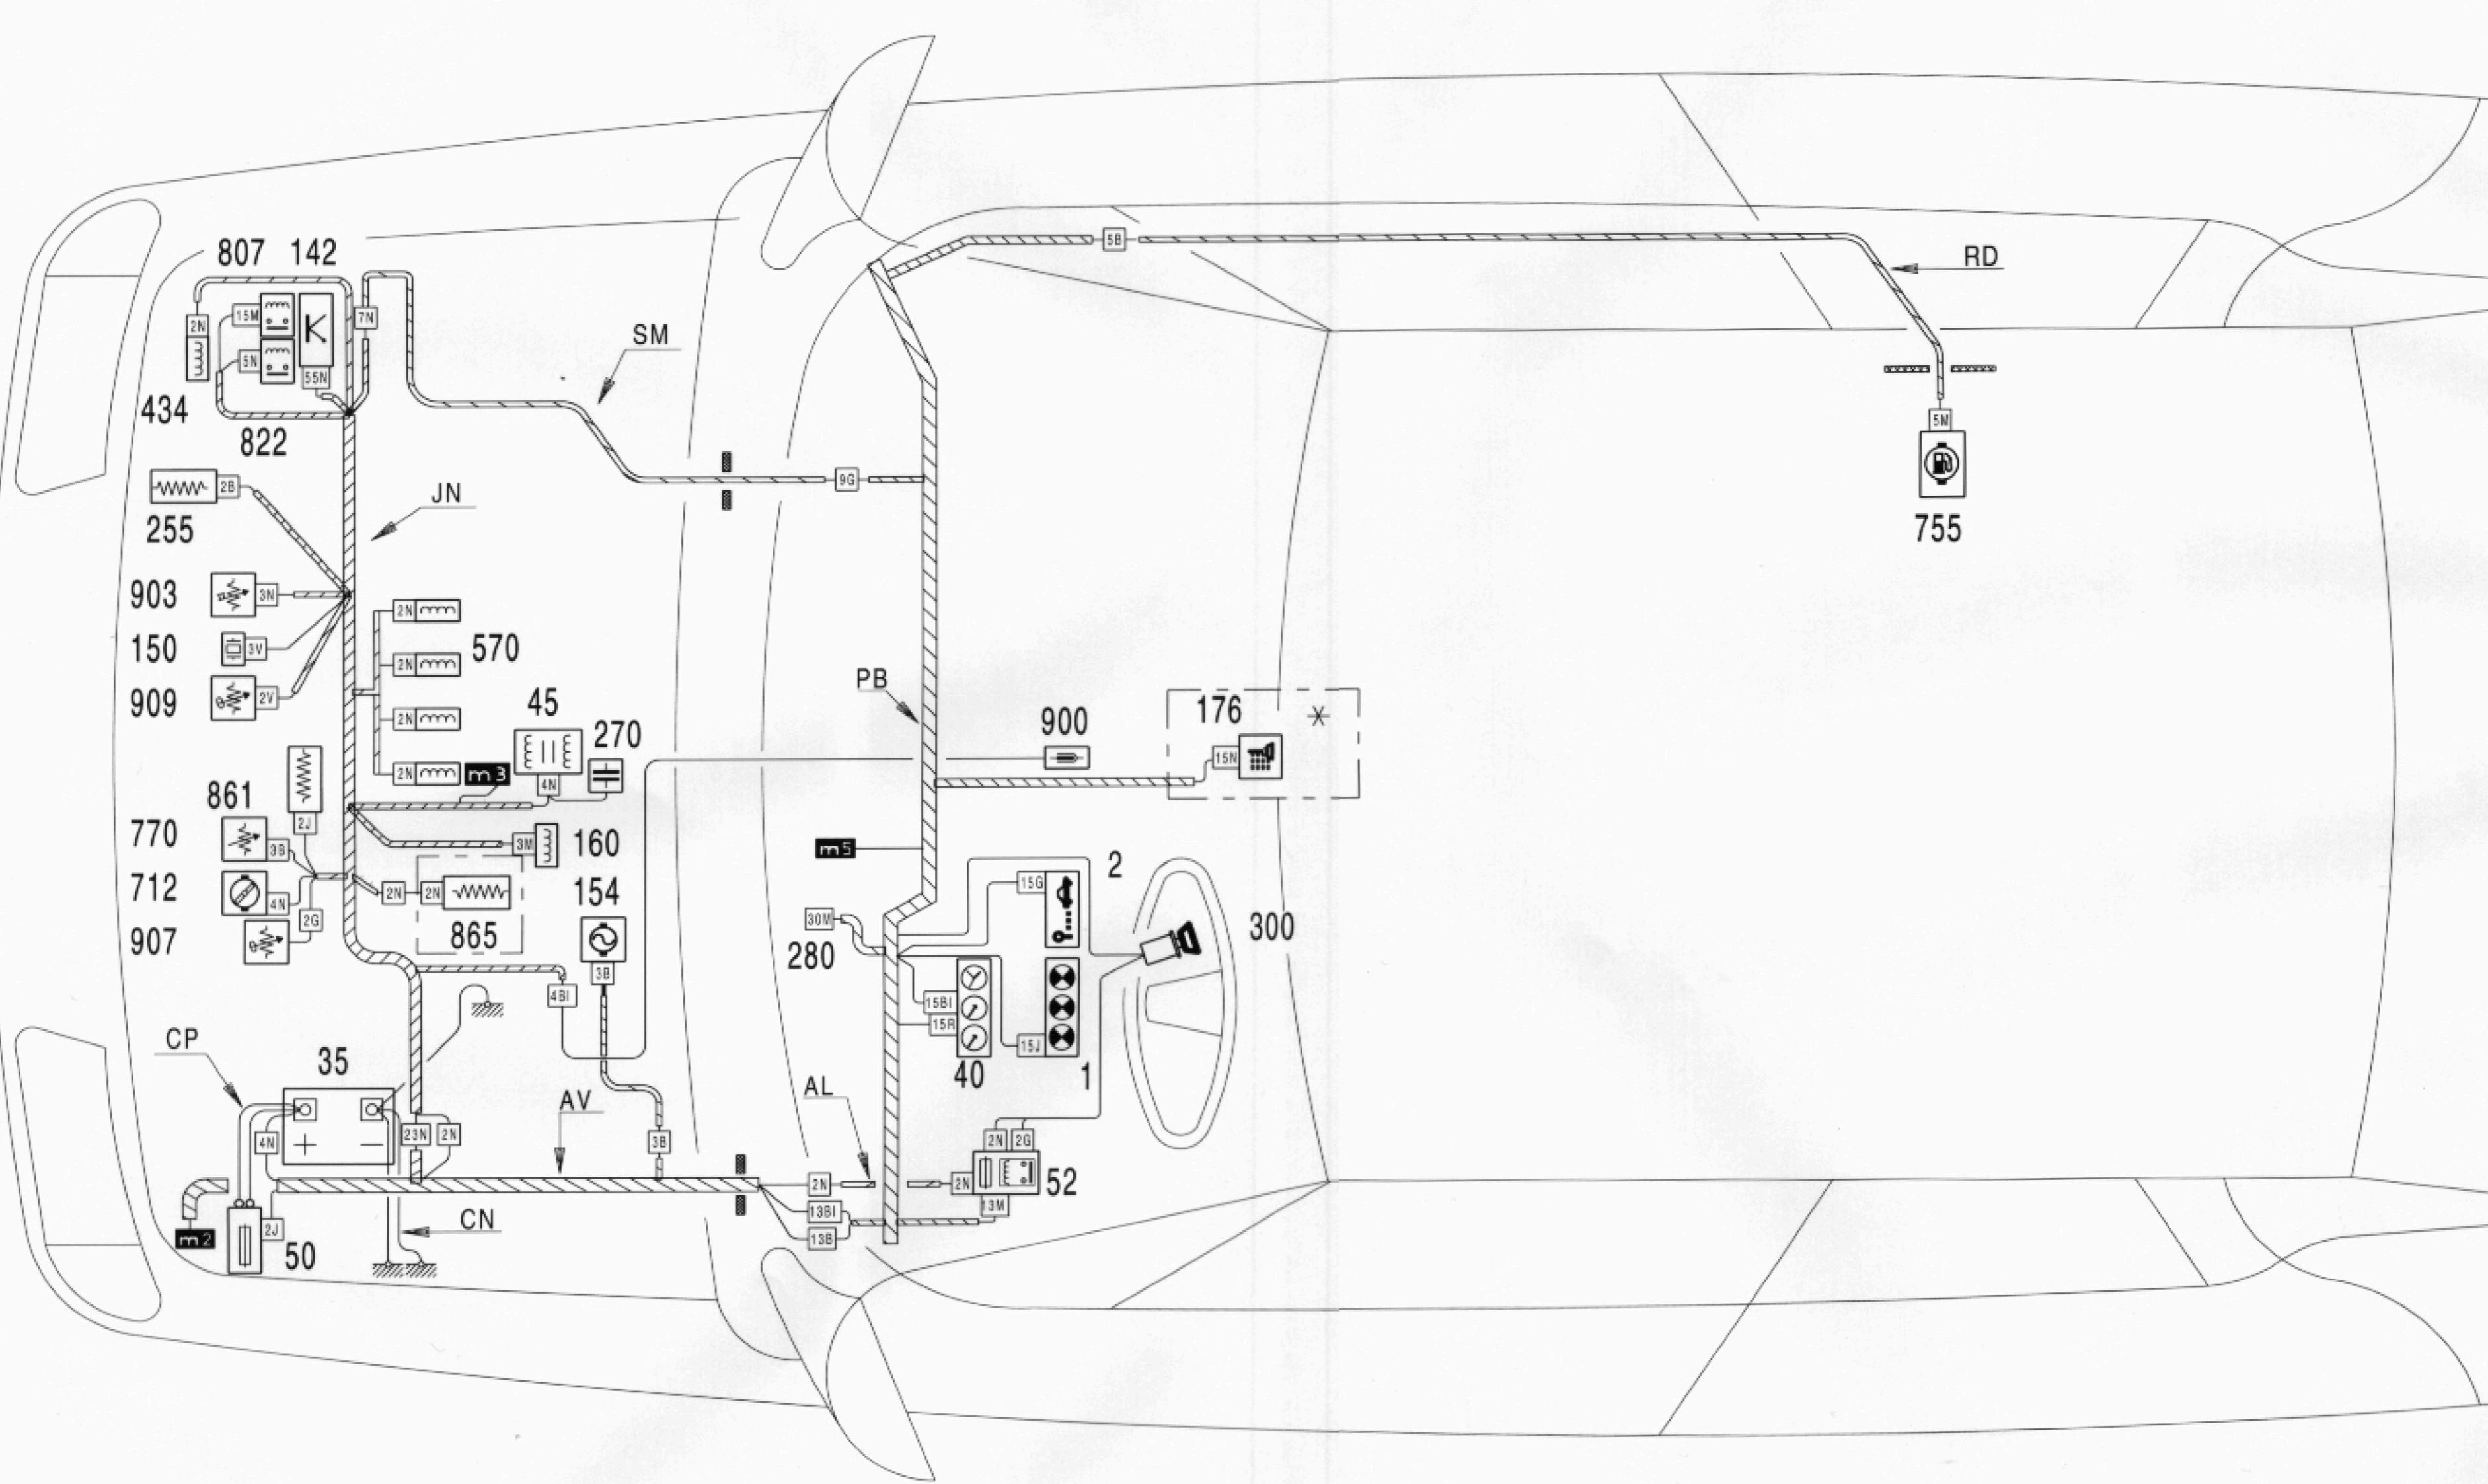 807 142
15M
2N
7N
5N
55N
434
822
SM
5B
RD
5M
755
2B
255
JN
9G
903
3N
150
3V
909
2V
2N
2N
570
2N
2N
m3
45
4N
270
PB
900
176
*
15N
861
2J
770
3B
712
4N
2G
907
3M
160
2N
2N
865
154
3B
4BI
m5
30M
280
15G
2
300
15BI
15R
15J
40
1
CP
35
+ −
4N
23N
2N
AV
3B
AL
2N
13BI
13B
2N
2G
2N
52
13M
m2
2J
50
CN